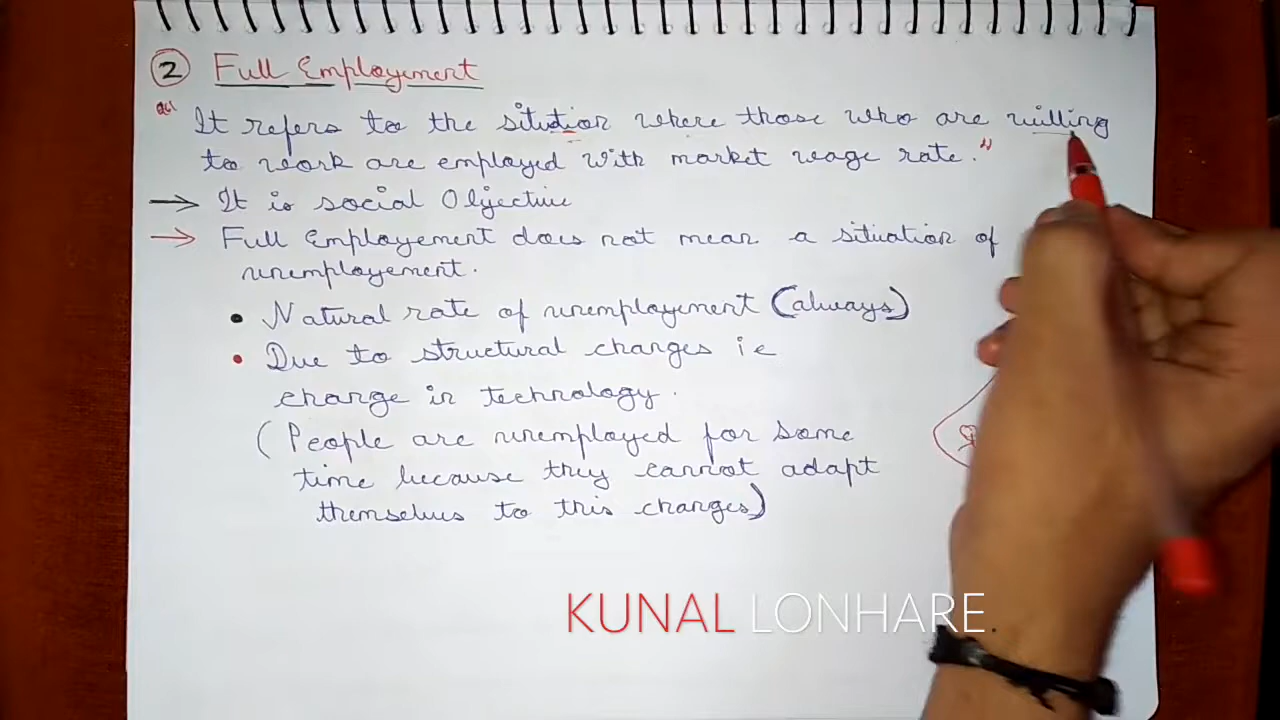 2 Full Employement
"It refers to the situation where those who are willing
to work are employed with market wage rate."
→ It is social Objective
→ Full Employement does not mean a situation of
unemployement.
• Natural rate of unemployement (always)
• Due to structural changes ie
change in technology.
(People are unemployed for some
time because they cannot adapt
themselves to this changes)
KUNAL LONHARE